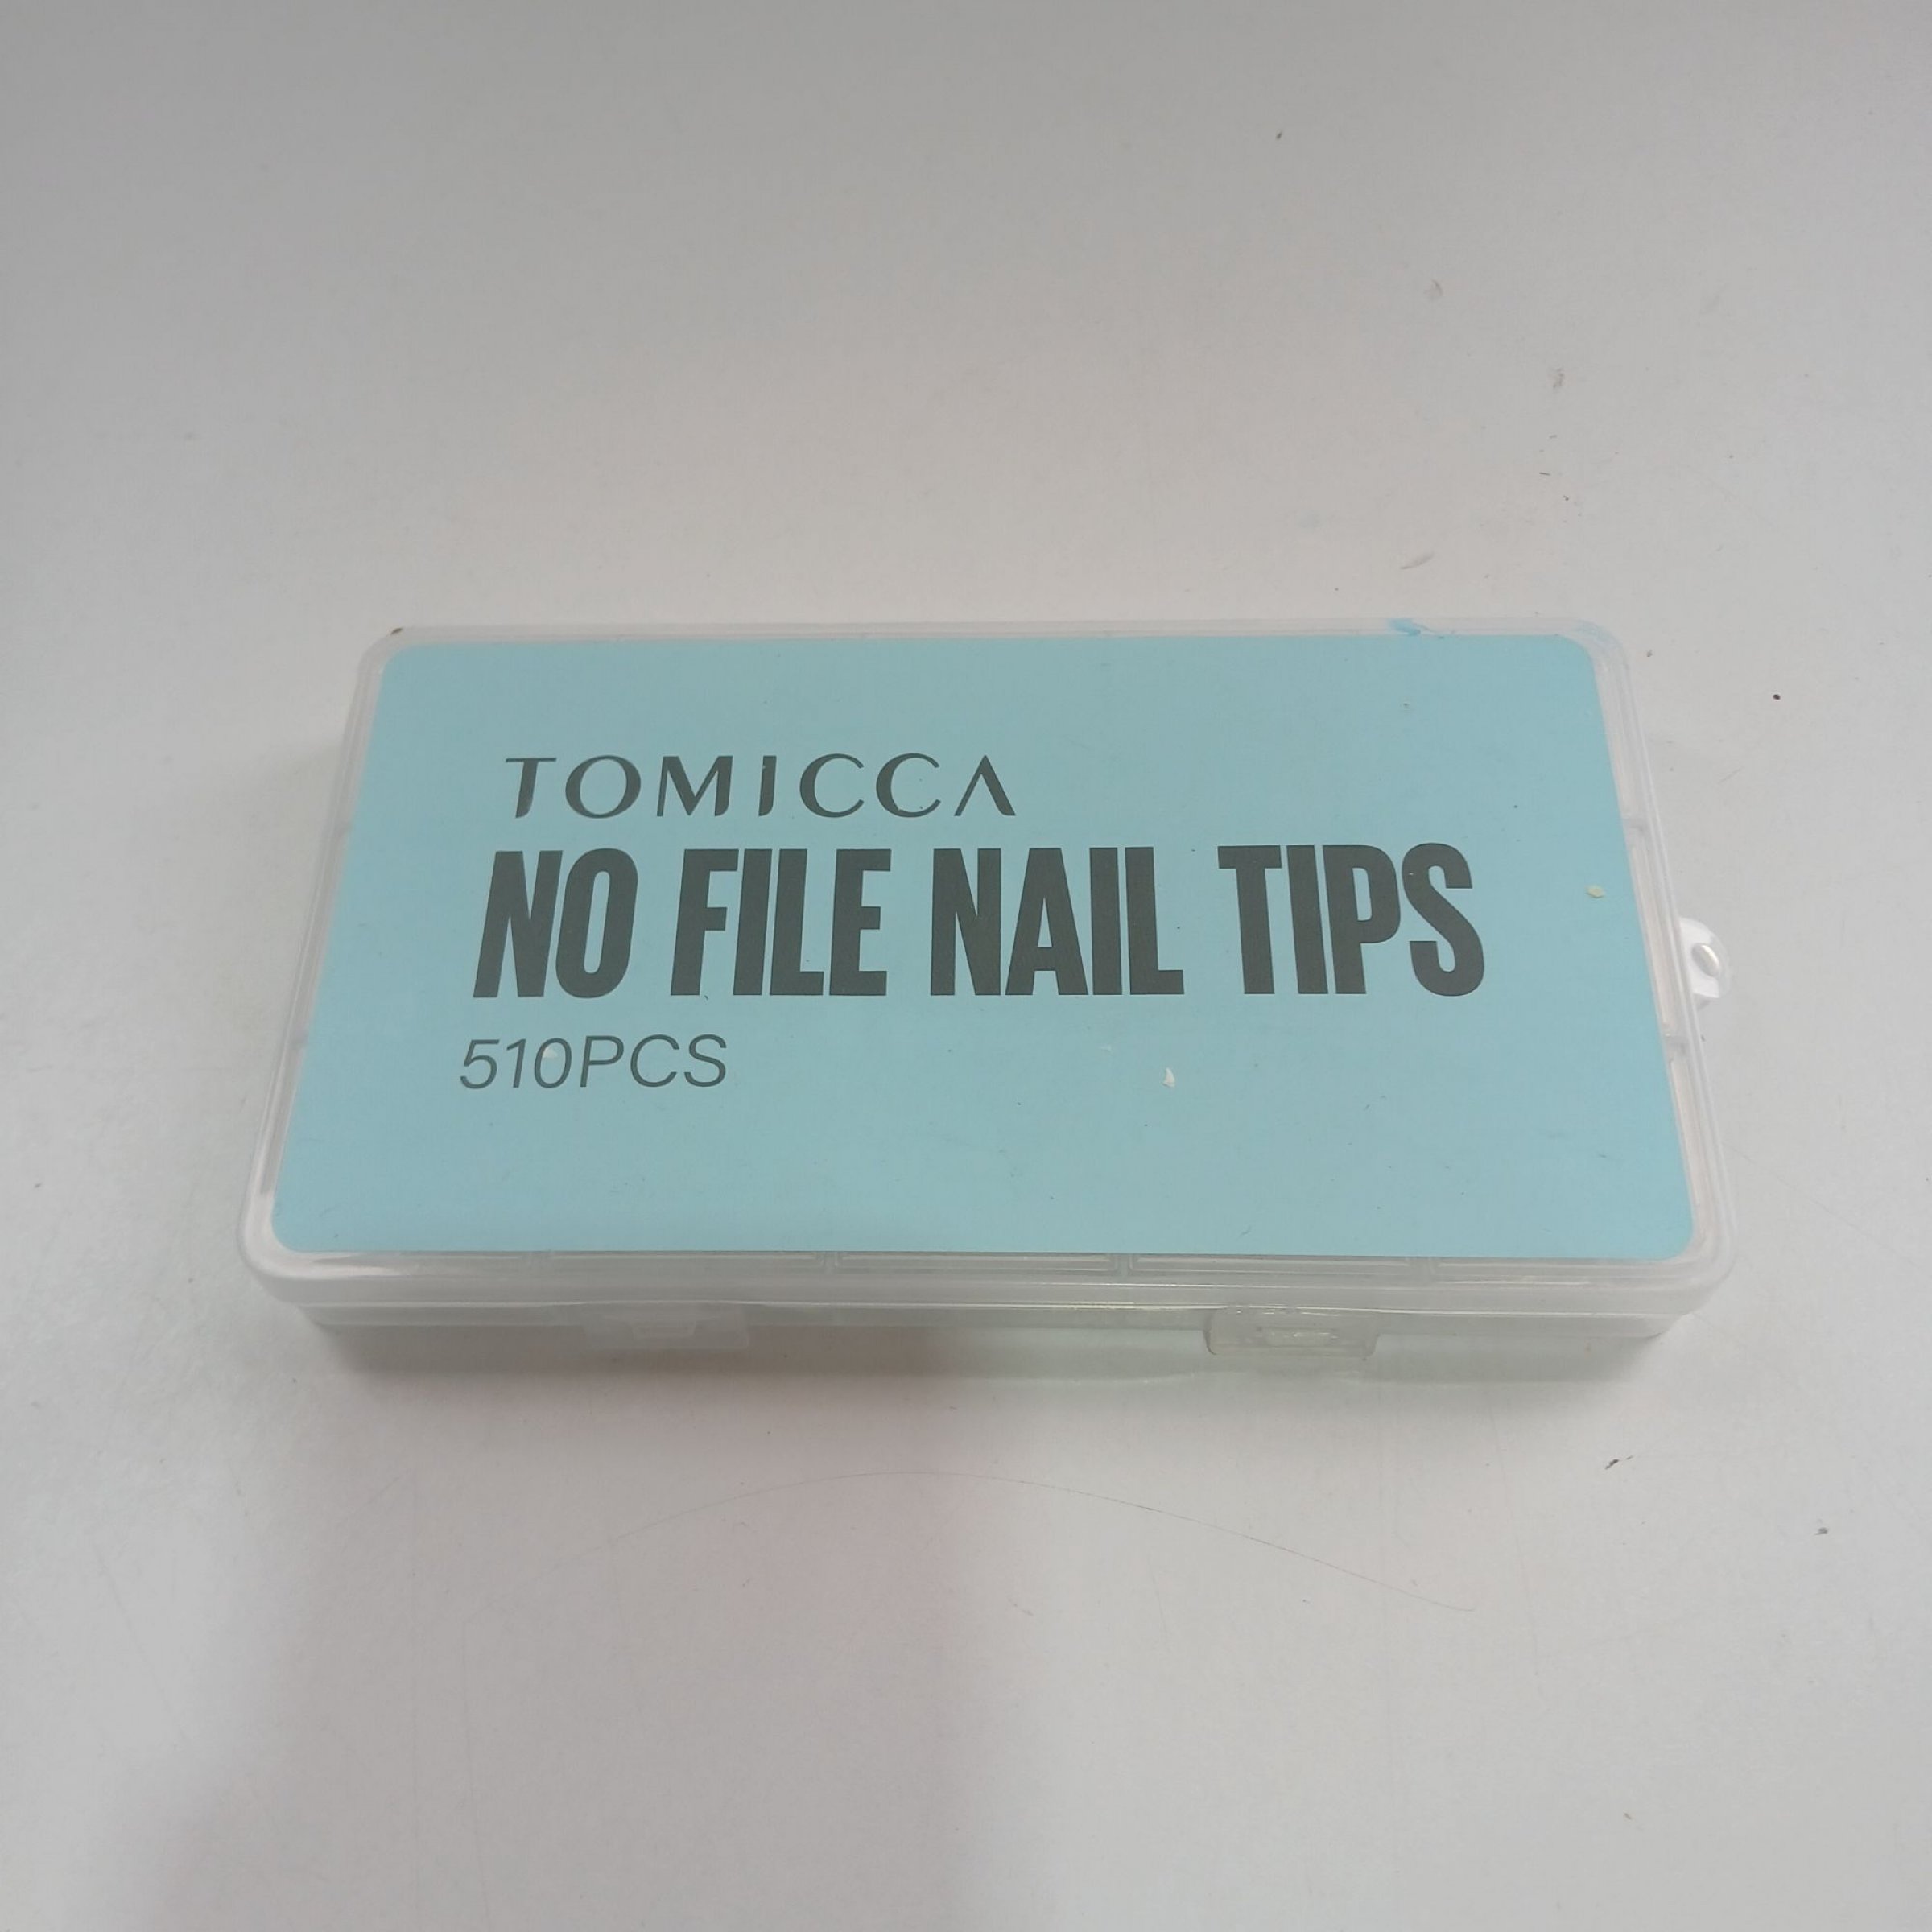 TOMICCA
NO FILE NAIL TIPS
510PCS